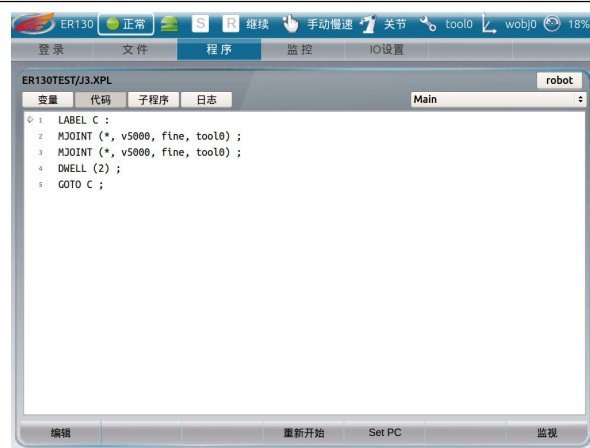 ER130 正常 S R 继续 手动慢速 关节 tool0 wobj0 18%
登录 文件 程序 监控 IO设置
ER130TEST/J3.XPL robot
变量 代码 子程序 日志 Main
1 LABEL C :
2 MJOINT (*, v5000, fine, tool0) ;
3 MJOINT (*, v5000, fine, tool0) ;
4 DWELL (2) ;
5 GOTO C ;
编辑 重新开始 Set PC 监视